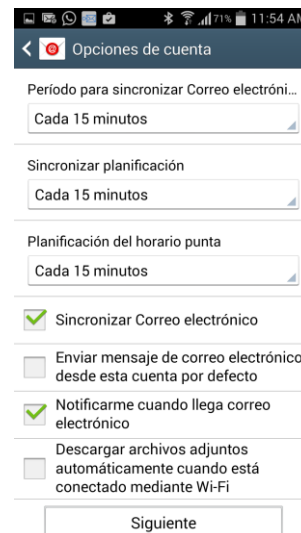 71% 11:54 AM
Opciones de cuenta
Período para sincronizar Correo electróni...
Cada 15 minutos
Sincronizar planificación
Cada 15 minutos
Planificación del horario punta
Cada 15 minutos
Sincronizar Correo electrónico
Enviar mensaje de correo electrónico
desde esta cuenta por defecto
Notificarme cuando llega correo
electrónico
Descargar archivos adjuntos
automáticamente cuando está
conectado mediante Wi-Fi
Siguiente